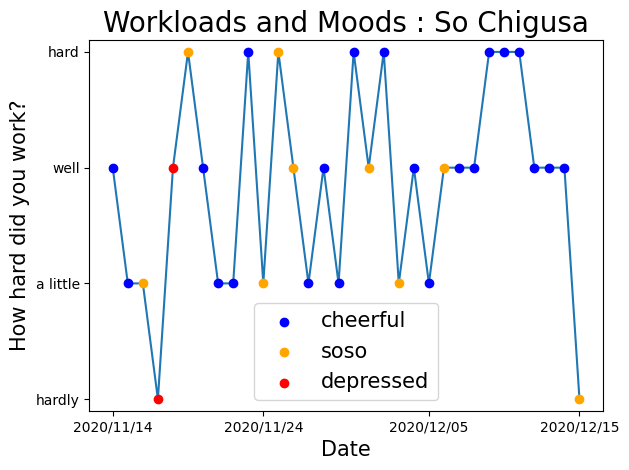 Workloads and Moods : So Chigusa
How hard did you work?
hard
well
a little
hardly
cheerful
soso
depressed
2020/11/14
2020/11/24
2020/12/05
2020/12/15
Date